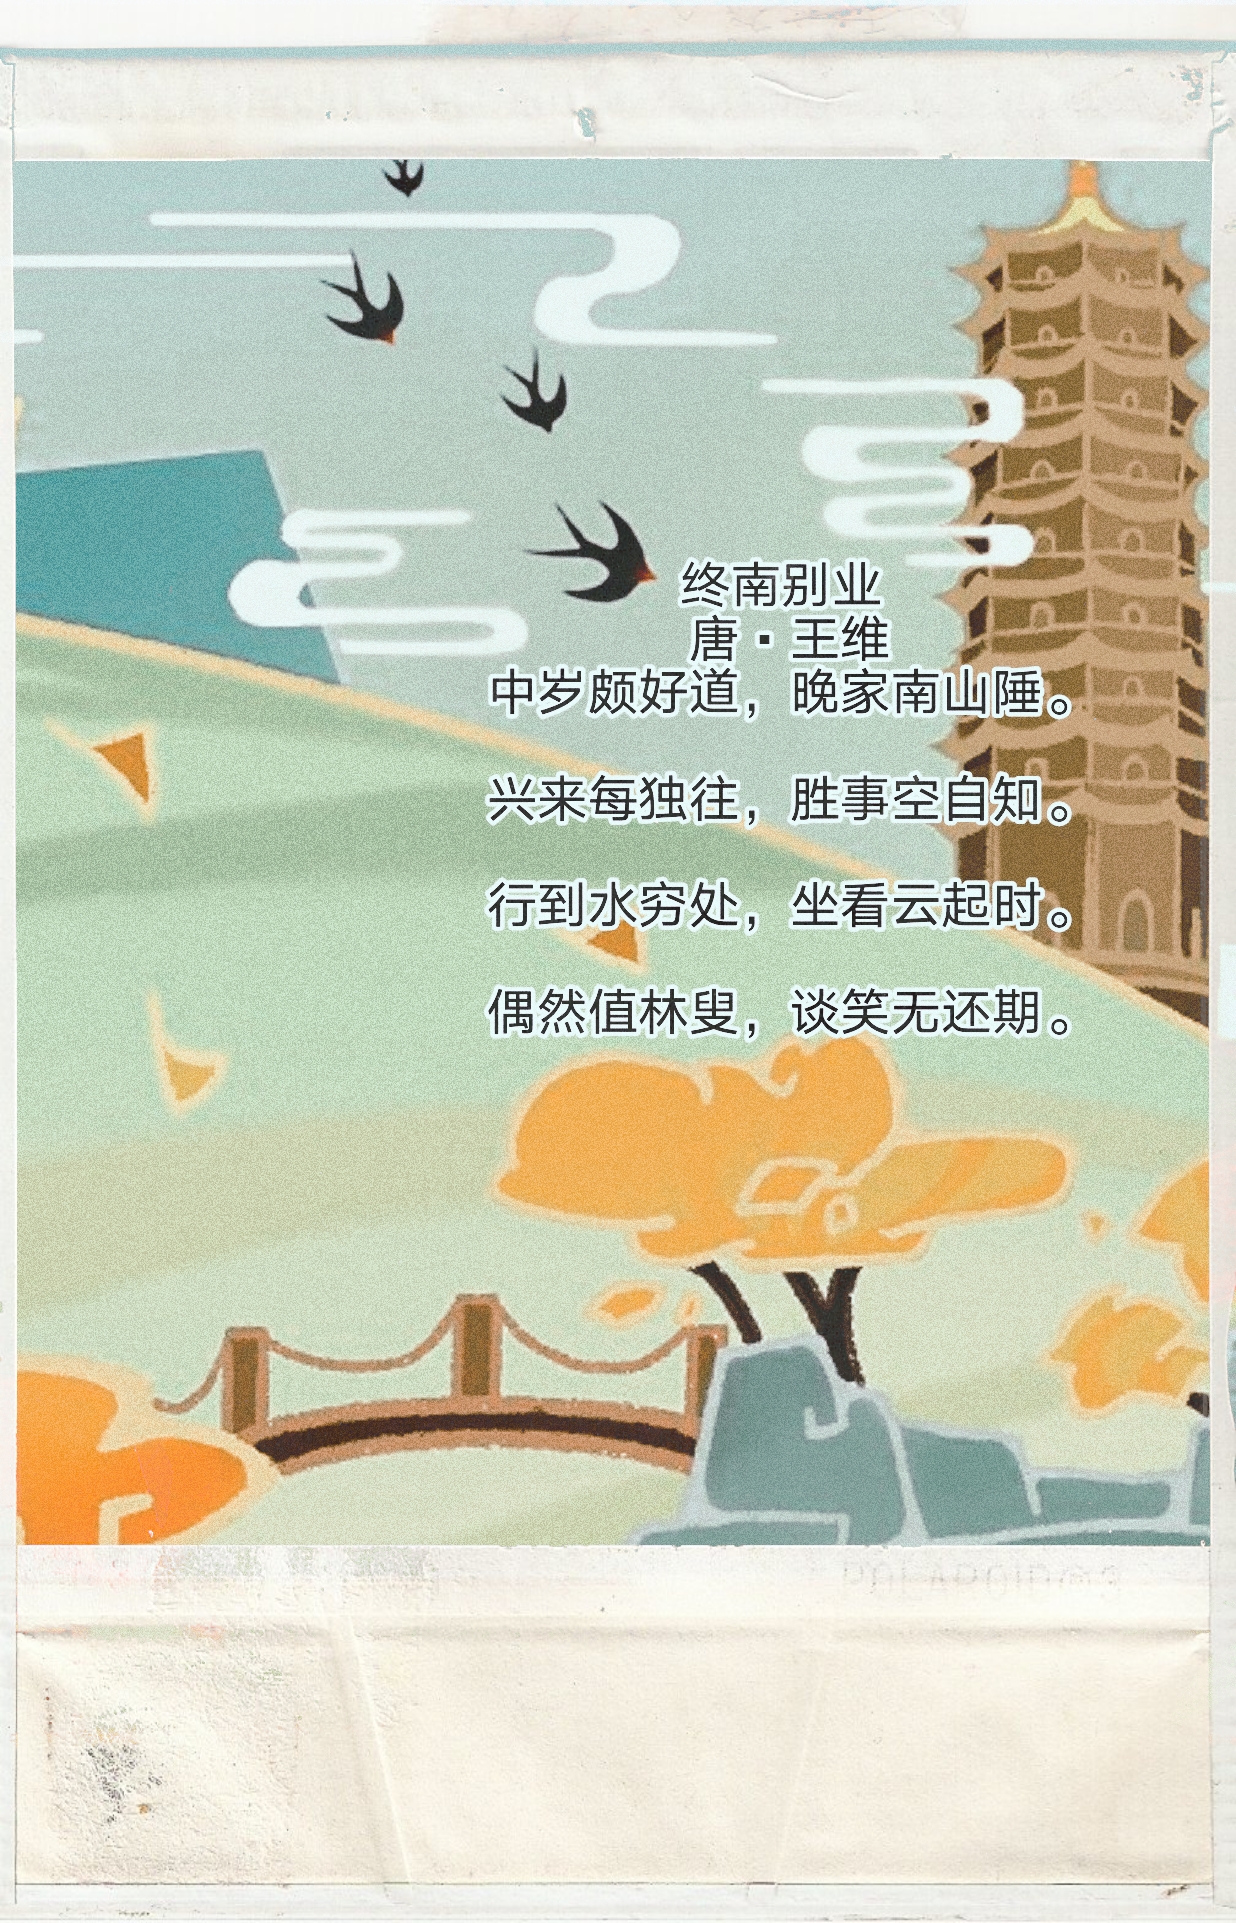 终南别业
唐·王维
中岁颇好道，晚家南山陲。
兴来每独往，胜事空自知。
行到水穷处，坐看云起时。
偶然值林叟，谈笑无还期。